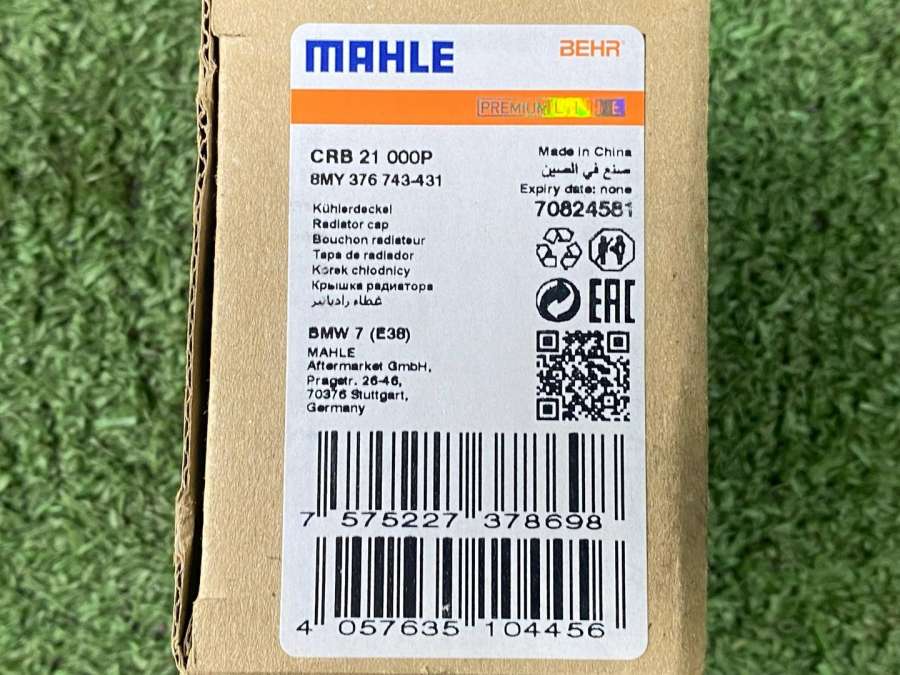 MAHLE
BEHR
PREMIUM LINE
CRB 21 000P
8MY 376 743-431
Made in China
صنع في الصين
Expiry date: none
70824581
Kühlerdeckel
Radiator cap
Bouchon radiateur
Tapa de radiador
Korek chłodnicy
Крышка радиатора
غطاء رادياتير
EAC
BMW 7 (E38)
MAHLE
Aftermarket GmbH,
Pragstr. 26-46,
70376 Stuttgart,
Germany
7 575227 378698
4 057635 104456